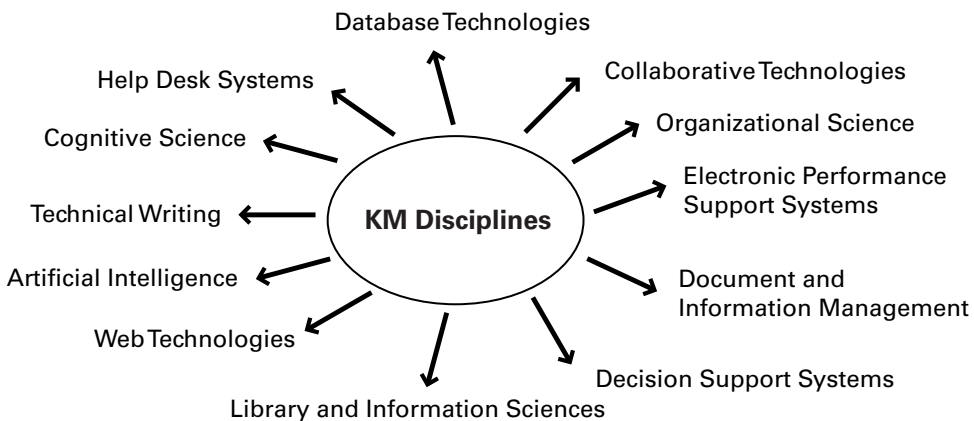 Database Technologies
Help Desk Systems
Collaborative Technologies
Cognitive Science
Organizational Science
Electronic Performance
Support Systems
Technical Writing
KM Disciplines
Artificial Intelligence
Document and
Information Management
Web Technologies
Decision Support Systems
Library and Information Sciences